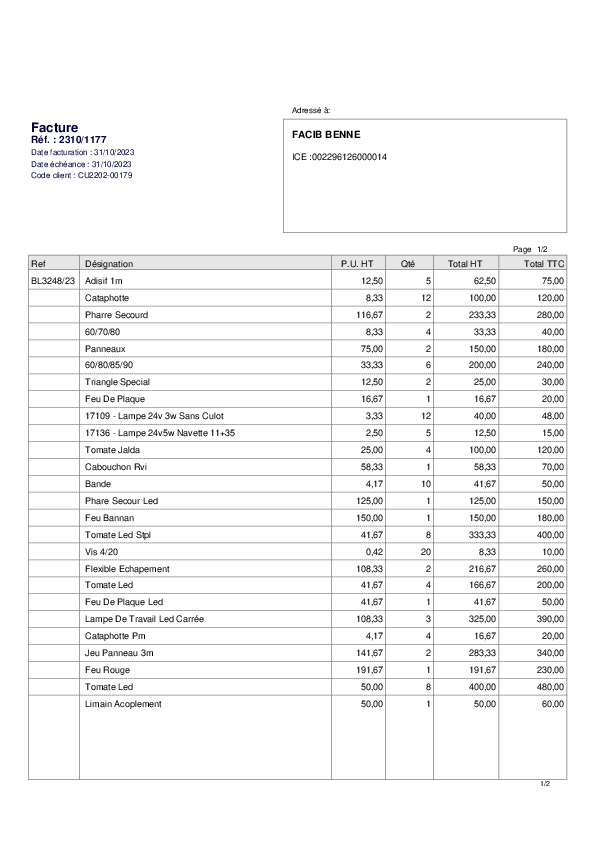 Adressé à:
Facture
Réf. : 2310/1177
Date facturation : 31/10/2023
Date échéance : 31/10/2023
Code client : CU2202-00179
FACIB BENNE
ICE :002296126000014
Page 1/2
Ref Désignation P.U. HT Qté Total HT Total TTC
BL3248/23 Adisif 1m 12,50 5 62,50 75,00
Cataphotte 8,33 12 100,00 120,00
Pharre Secourd 116,67 2 233,33 280,00
60/70/80 8,33 4 33,33 40,00
Panneaux 75,00 2 150,00 180,00
60/80/85/90 33,33 6 200,00 240,00
Triangle Special 12,50 2 25,00 30,00
Feu De Plaque 16,67 1 16,67 20,00
17109 - Lampe 24v 3w Sans Culot 3,33 12 40,00 48,00
17136 - Lampe 24v5w Navette 11+35 2,50 5 12,50 15,00
Tomate Jalda 25,00 4 100,00 120,00
Cabouchon Rvi 58,33 1 58,33 70,00
Bande 4,17 10 41,67 50,00
Phare Secour Led 125,00 1 125,00 150,00
Feu Bannan 150,00 1 150,00 180,00
Tomate Led Stpl 41,67 8 333,33 400,00
Vis 4/20 0,42 20 8,33 10,00
Flexible Echapement 108,33 2 216,67 260,00
Tomate Led 41,67 4 166,67 200,00
Feu De Plaque Led 41,67 1 41,67 50,00
Lampe De Travail Led Carrée 108,33 3 325,00 390,00
Cataphotte Pm 4,17 4 16,67 20,00
Jeu Panneau 3m 141,67 2 283,33 340,00
Feu Rouge 191,67 1 191,67 230,00
Tomate Led 50,00 8 400,00 480,00
Limain Acoplement 50,00 1 50,00 60,00
1/2